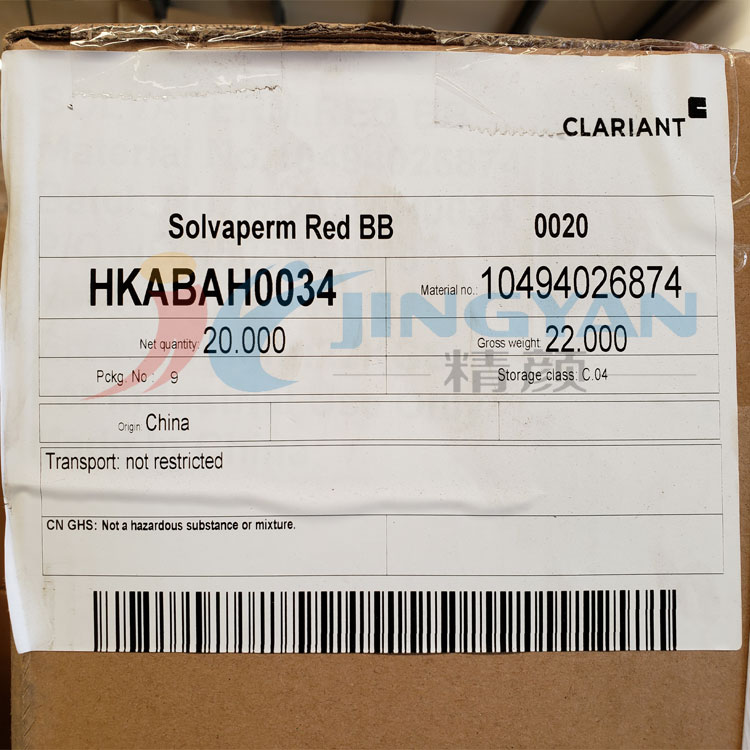 CLARIANT
Solvaperm Red BB 0020
HKABAH0034 Material no.: 10494026874
JINGYAN
精颜
Net quantity: 20.000 Gross weight: 22.000
Pckg. No : 9 Storage class: C.04
Origin: China
Transport: not restricted
CN GHS: Not a hazardous substance or mixture.